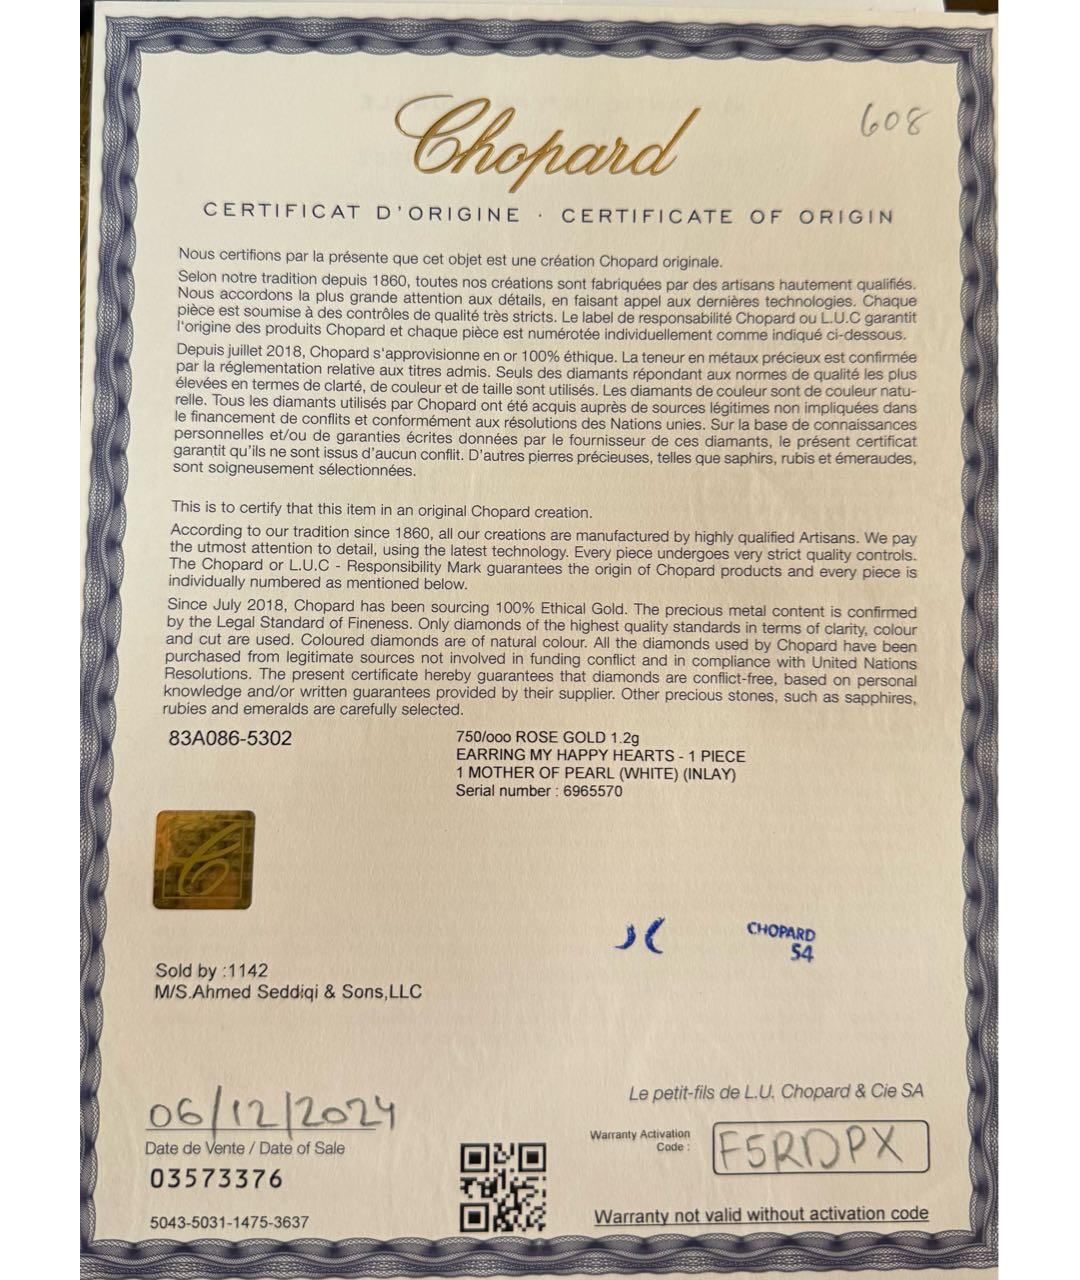 608
Chopard
CERTIFICAT D'ORIGINE · CERTIFICATE OF ORIGIN
Nous certifions par la présente que cet objet est une création Chopard originale.
Selon notre tradition depuis 1860, toutes nos créations sont fabriquées par des artisans hautement qualifiés.
Nous accordons la plus grande attention aux détails, en faisant appel aux dernières technologies. Chaque
pièce est soumise à des contrôles de qualité très stricts. Le label de responsabilité Chopard ou L.U.C garantit
l'origine des produits Chopard et chaque pièce est numérotée individuellement comme indiqué ci-dessous.
Depuis juillet 2018, Chopard s'approvisionne en or 100% éthique. La teneur en métaux précieux est confirmée
par la réglementation relative aux titres admis. Seuls des diamants répondant aux normes de qualité les plus
élevées en termes de clarté, de couleur et de taille sont utilisés. Les diamants de couleur sont de couleur natu-
relle. Tous les diamants utilisés par Chopard ont été acquis auprès de sources légitimes non impliquées dans
le financement de conflits et conformément aux résolutions des Nations unies. Sur la base de connaissances
personnelles et/ou de garanties écrites données par le fournisseur de ces diamants, le présent certificat
garantit qu'ils ne sont issus d'aucun conflit. D'autres pierres précieuses, telles que saphirs, rubis et émeraudes,
sont soigneusement sélectionnées.
This is to certify that this item in an original Chopard creation.
According to our tradition since 1860, all our creations are manufactured by highly qualified Artisans. We pay
the utmost attention to detail, using the latest technology. Every piece undergoes very strict quality controls.
The Chopard or L.U.C - Responsibility Mark guarantees the origin of Chopard products and every piece is
individually numbered as mentioned below.
Since July 2018, Chopard has been sourcing 100% Ethical Gold. The precious metal content is confirmed
by the Legal Standard of Fineness. Only diamonds of the highest quality standards in terms of clarity, colour
and cut are used. Coloured diamonds are of natural colour. All the diamonds used by Chopard have been
purchased from legitimate sources not involved in funding conflict and in compliance with United Nations
Resolutions. The present certificate hereby guarantees that diamonds are conflict-free, based on personal
knowledge and/or written guarantees provided by their supplier. Other precious stones, such as sapphires,
rubies and emeralds are carefully selected.
83A086-5302
750/ooo ROSE GOLD 1.2g
EARRING MY HAPPY HEARTS - 1 PIECE
1 MOTHER OF PEARL (WHITE) (INLAY)
Serial number : 6965570
C
CHOPARD
54
Sold by :1142
M/S.Ahmed Seddiqi & Sons,LLC
Le petit-fils de L.U. Chopard & Cie SA
06/12/2024
Date de Vente / Date of Sale
03573376
5043-5031-1475-3637
Warranty Activation
Code :
F5RDPX
Warranty not valid without activation code